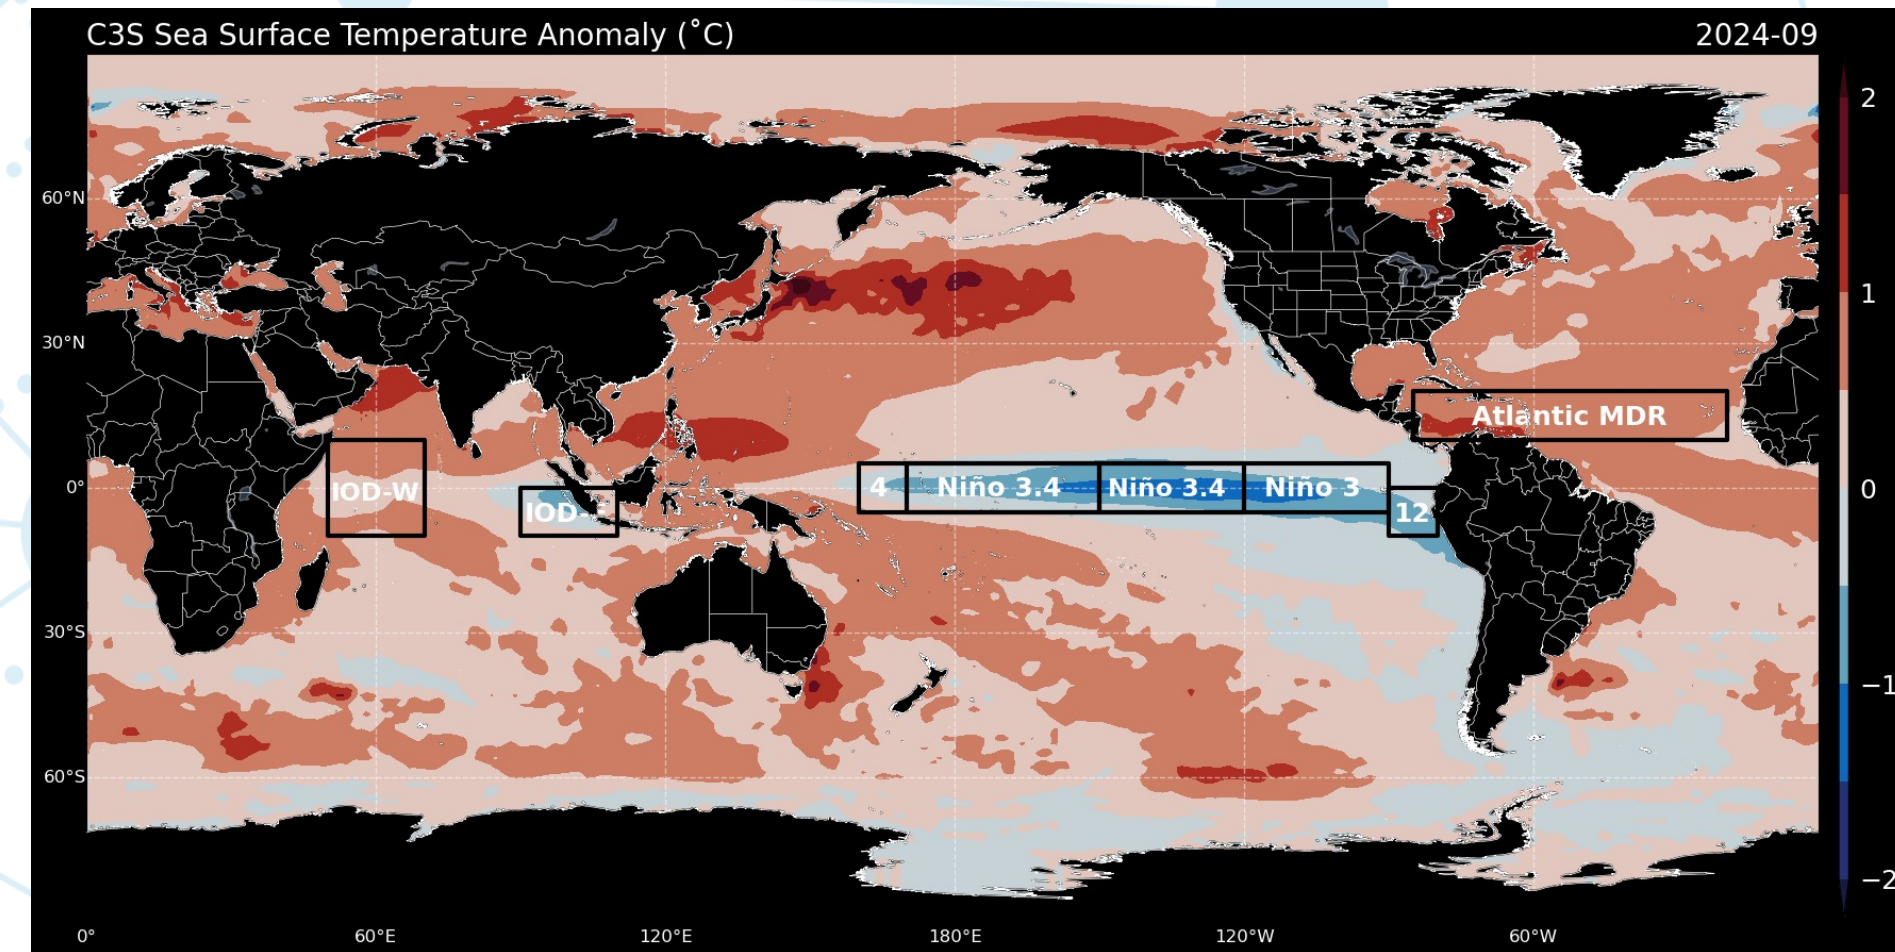 C3S Sea Surface Temperature Anomaly (˚C)
2024-09
2
60°N
1
30°N
Atlantic MDR
0°
IOD-W
4
Niño 3.4
Niño 3.4
Niño 3
0
IOD-
12
30°S
−1
60°S
−2
0°
60°E
120°E
180°E
120°W
60°W